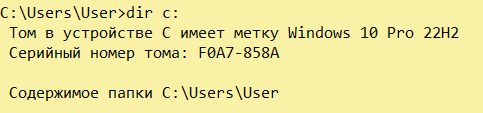 C:\Users\User>dir c:
Том в устройстве C имеет метку Windows 10 Pro 22H2
Серийный номер тома: F0A7-858A
Содержимое папки C:\Users\User